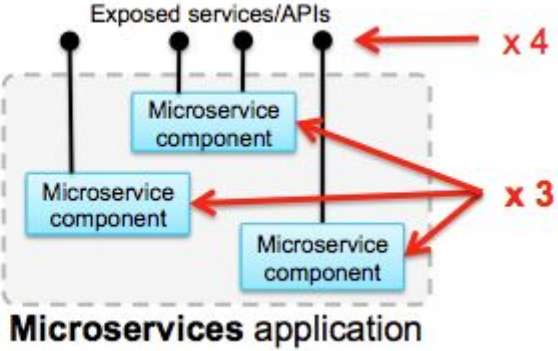 Exposed services/APIs
x 4
Microservice
component
Microservice
component
x 3
Microservice
component
Microservices application